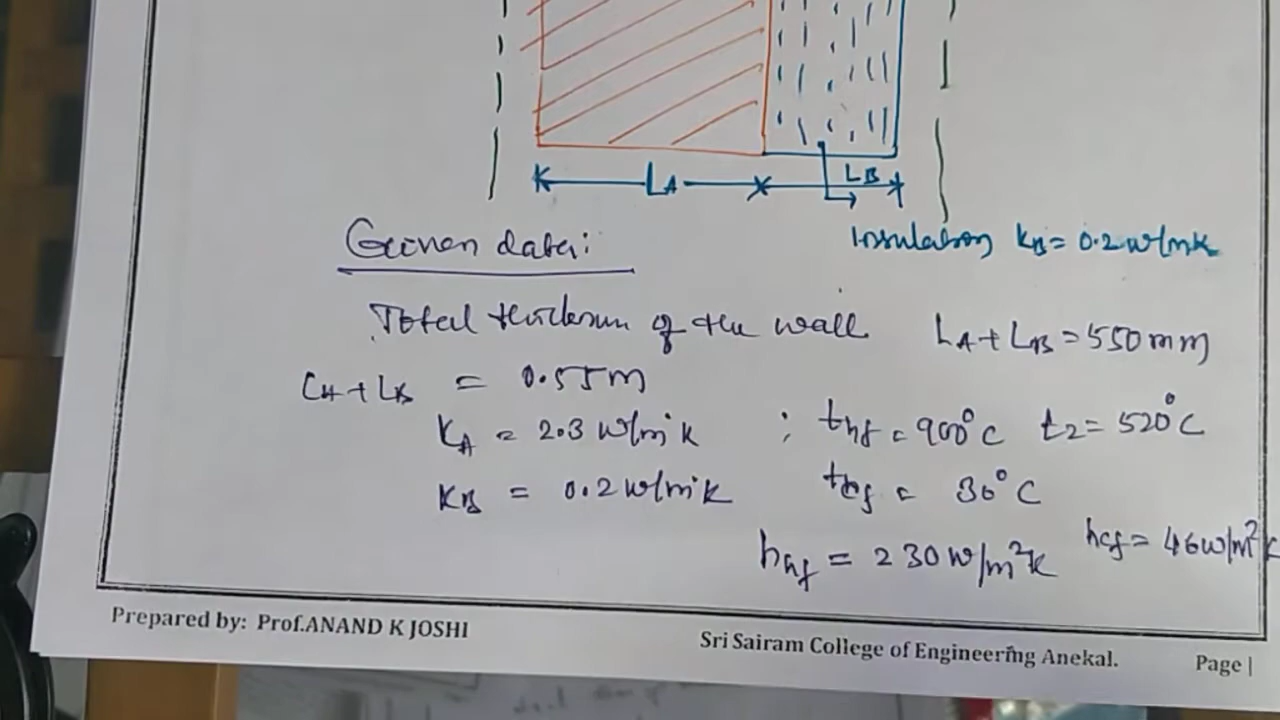 LA LB
Insulation KB = 0.2 w/mk
Given data:
Total thickness of the wall LA + LB = 550 mm
LA + LB = 0.55 m
KA = 2.3 w/m°k ; thf = 900°C t2 = 520°C
KB = 0.2 w/m°k tcf = 30°C
hhf = 230 w/m²k hcf = 46 w/m²k
Prepared by: Prof.ANAND K JOSHI Sri Sairam College of Engineering Anekal. Page |